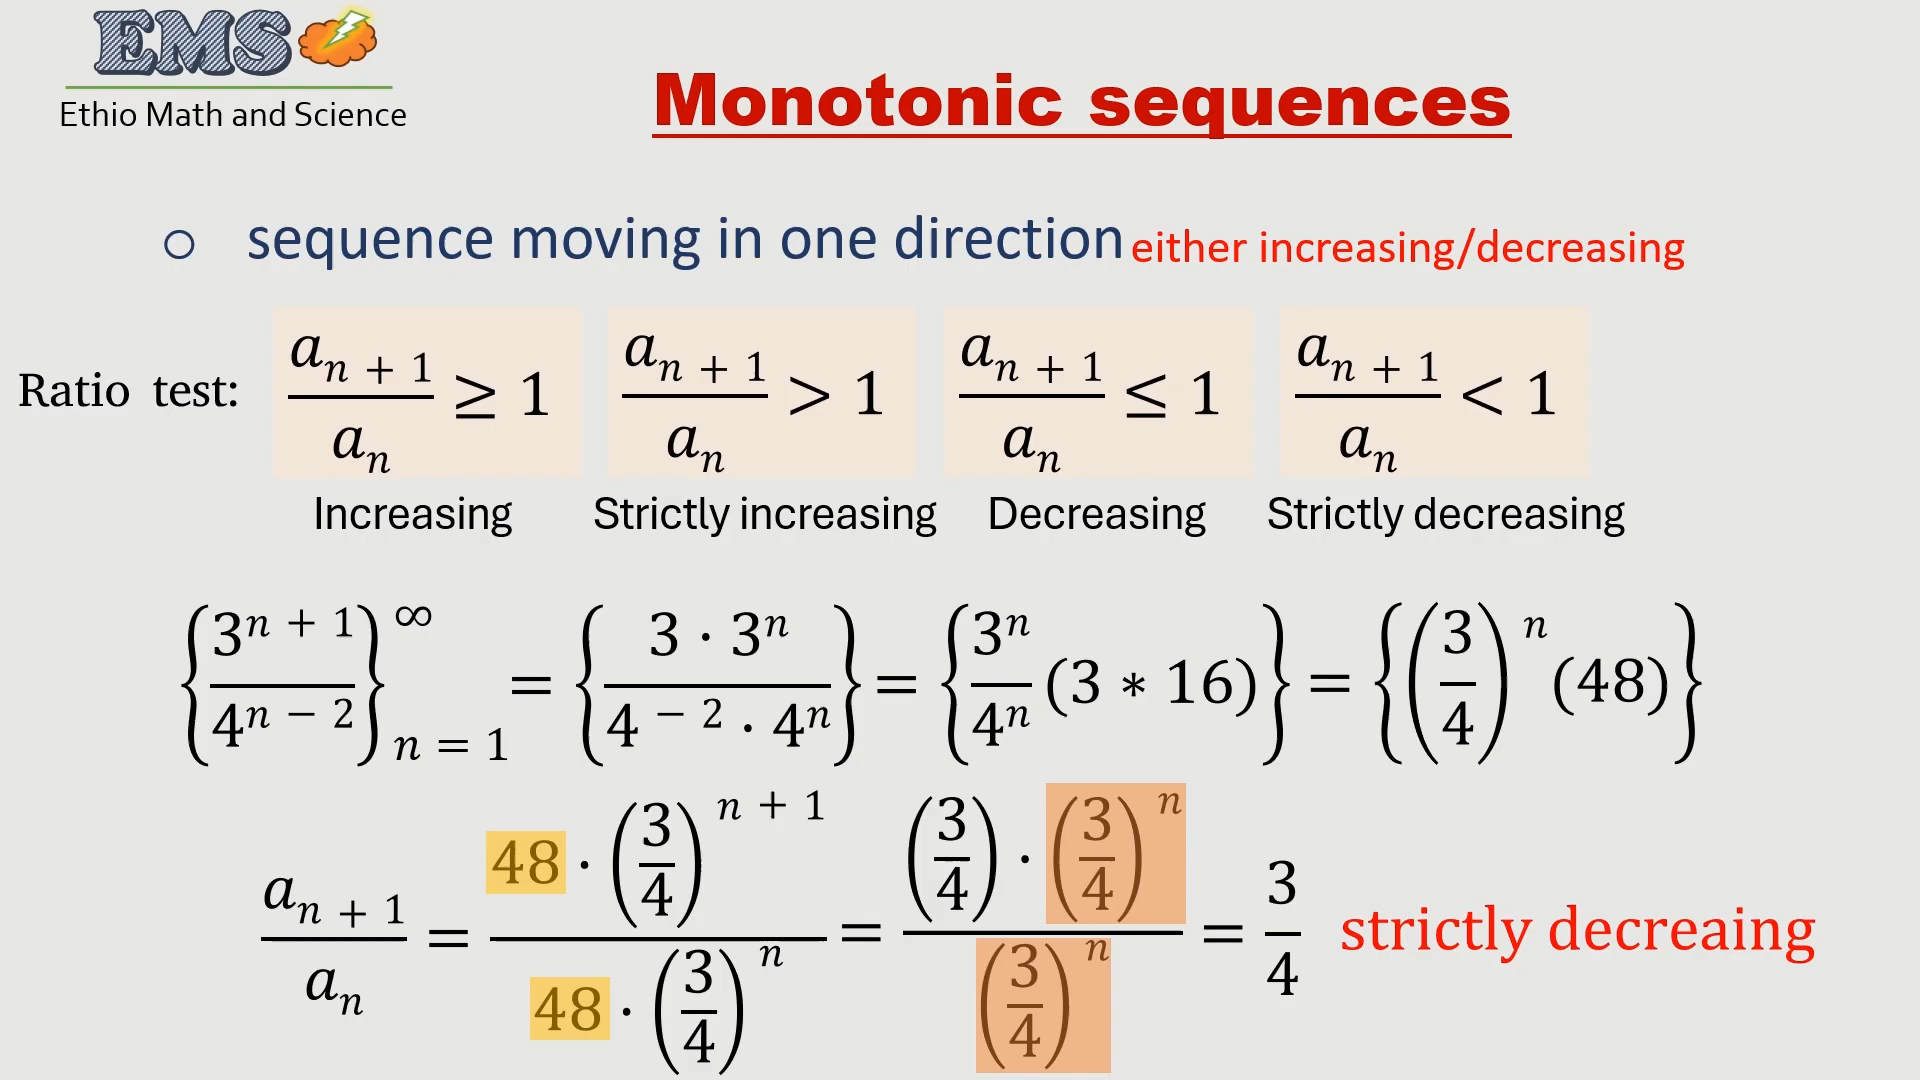 EMS
Ethio Math and Science
Monotonic sequences
○ sequence moving in one direction either increasing/decreasing
Ratio test: a_{n + 1}/a_n ≥ 1 a_{n + 1}/a_n > 1 a_{n + 1}/a_n ≤ 1 a_{n + 1}/a_n < 1
Increasing Strictly increasing Decreasing Strictly decreasing
{3^{n + 1}/4^{n − 2}}_{n = 1}^{∞} = {3 · 3^n/4^{− 2} · 4^n} = {3^n/4^n (3 ∗ 16)} = {(3/4)^n (48)}
a_{n + 1}/a_n = 48 · (3/4)^{n + 1}/48 · (3/4)^n = (3/4) · (3/4)^n/(3/4)^n = 3/4 strictly decreaing